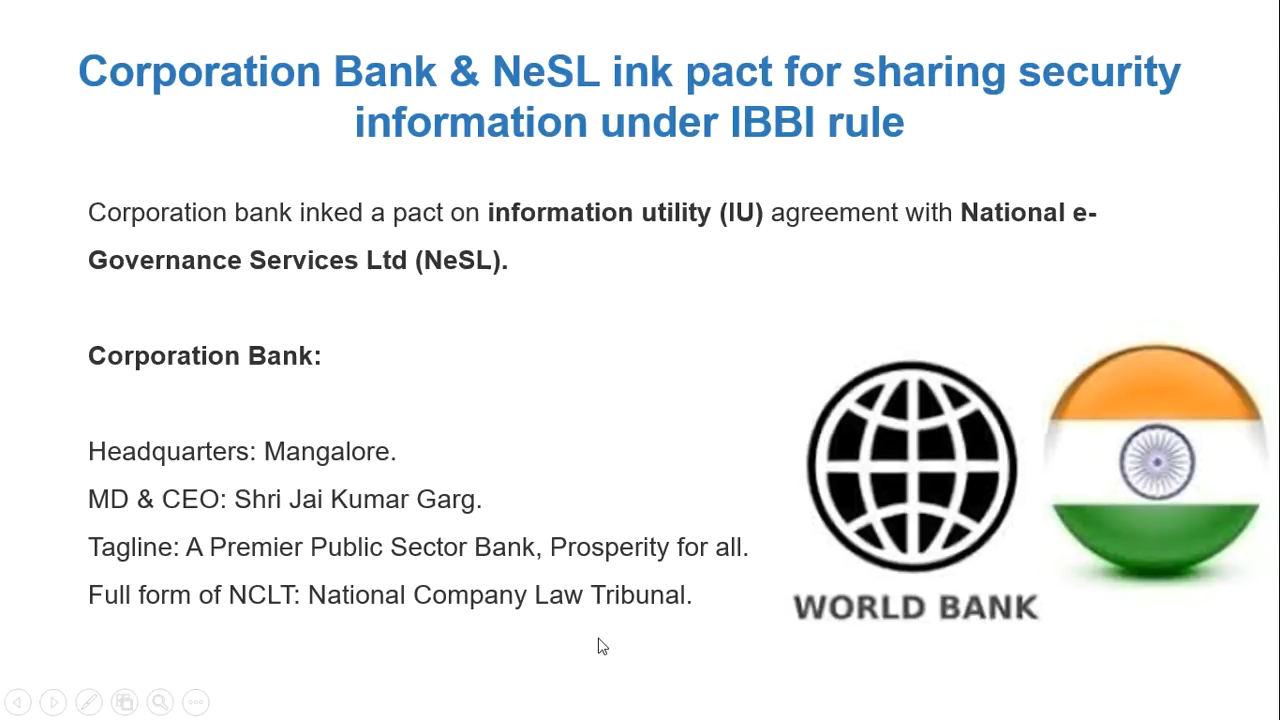 Corporation Bank & NeSL ink pact for sharing security
information under IBBI rule
Corporation bank inked a pact on information utility (IU) agreement with National e-
Governance Services Ltd (NeSL).
Corporation Bank:
Headquarters: Mangalore.
MD & CEO: Shri Jai Kumar Garg.
Tagline: A Premier Public Sector Bank, Prosperity for all.
Full form of NCLT: National Company Law Tribunal.
WORLD BANK